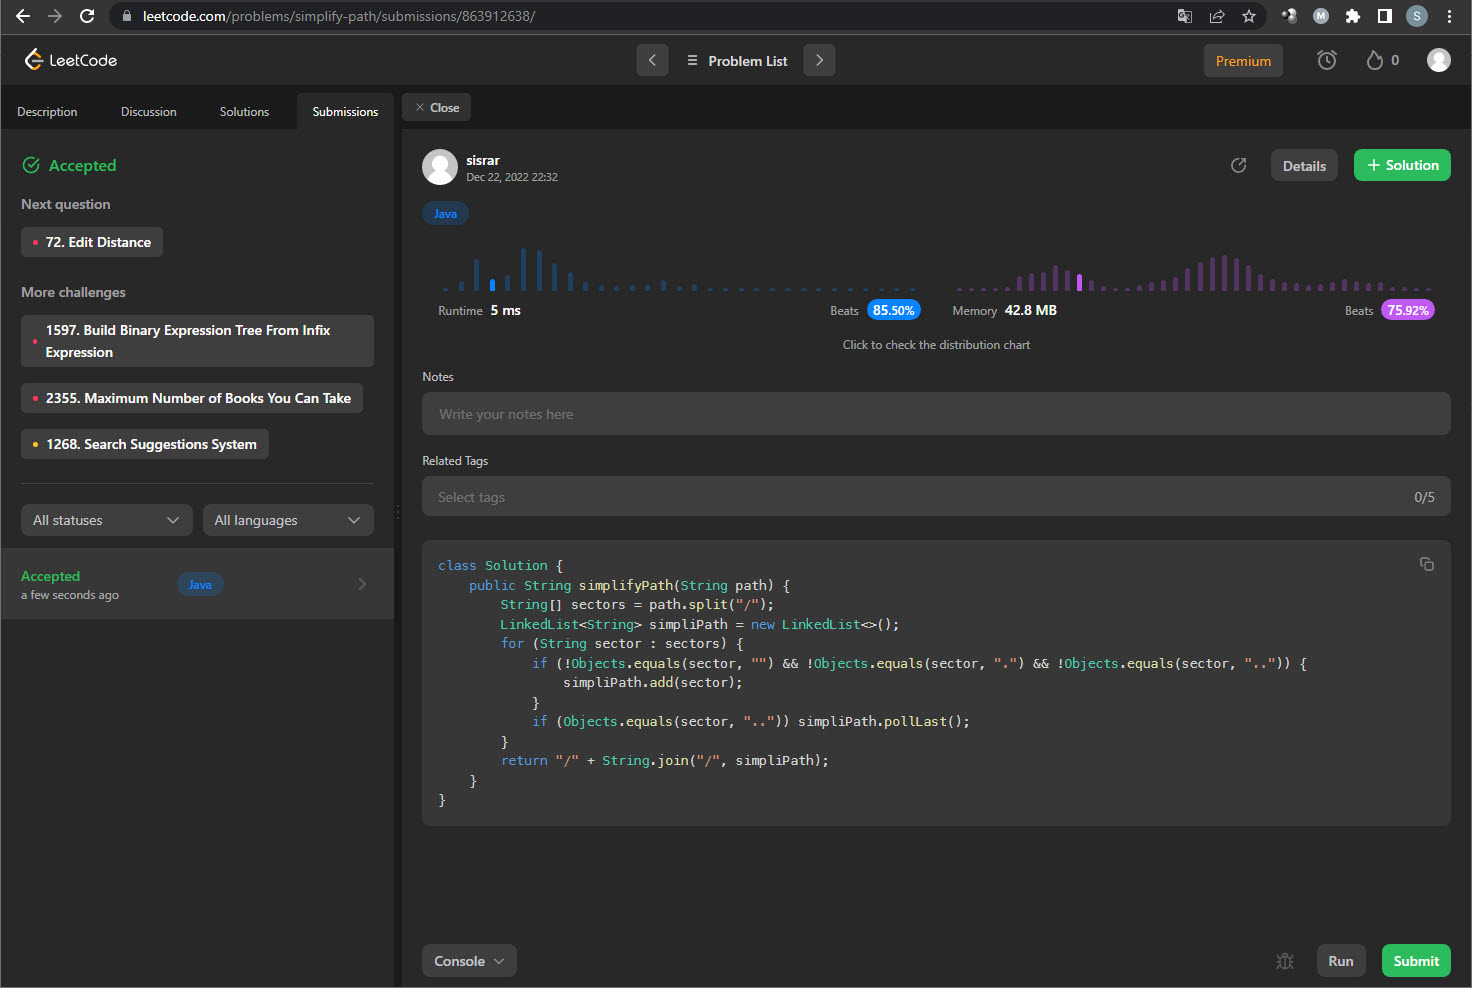 leetcode.com/problems/simplify-path/submissions/863912638/
M
S
LeetCode
Problem List
Premium
0
Description
Discussion
Solutions
Submissions
Close
Accepted
Next question
72. Edit Distance
More challenges
1597. Build Binary Expression Tree From Infix
Expression
2355. Maximum Number of Books You Can Take
1268. Search Suggestions System
All statuses
All languages
Accepted
Java
a few seconds ago
sisrar
Dec 22, 2022 22:32
Details
+ Solution
Java
Runtime 5 ms
Beats 85.50%
Memory 42.8 MB
Beats 75.92%
Click to check the distribution chart
Notes
Write your notes here
Related Tags
Select tags
0/5
class Solution {
    public String simplifyPath(String path) {
        String[] sectors = path.split("/");
        LinkedList<String> simpliPath = new LinkedList<>();
        for (String sector : sectors) {
            if (!Objects.equals(sector, "") && !Objects.equals(sector, ".") && !Objects.equals(sector, "..")) {
                simpliPath.add(sector);
            }
            if (Objects.equals(sector, "..")) simpliPath.pollLast();
        }
        return "/" + String.join("/", simpliPath);
    }
}
Console
Run
Submit